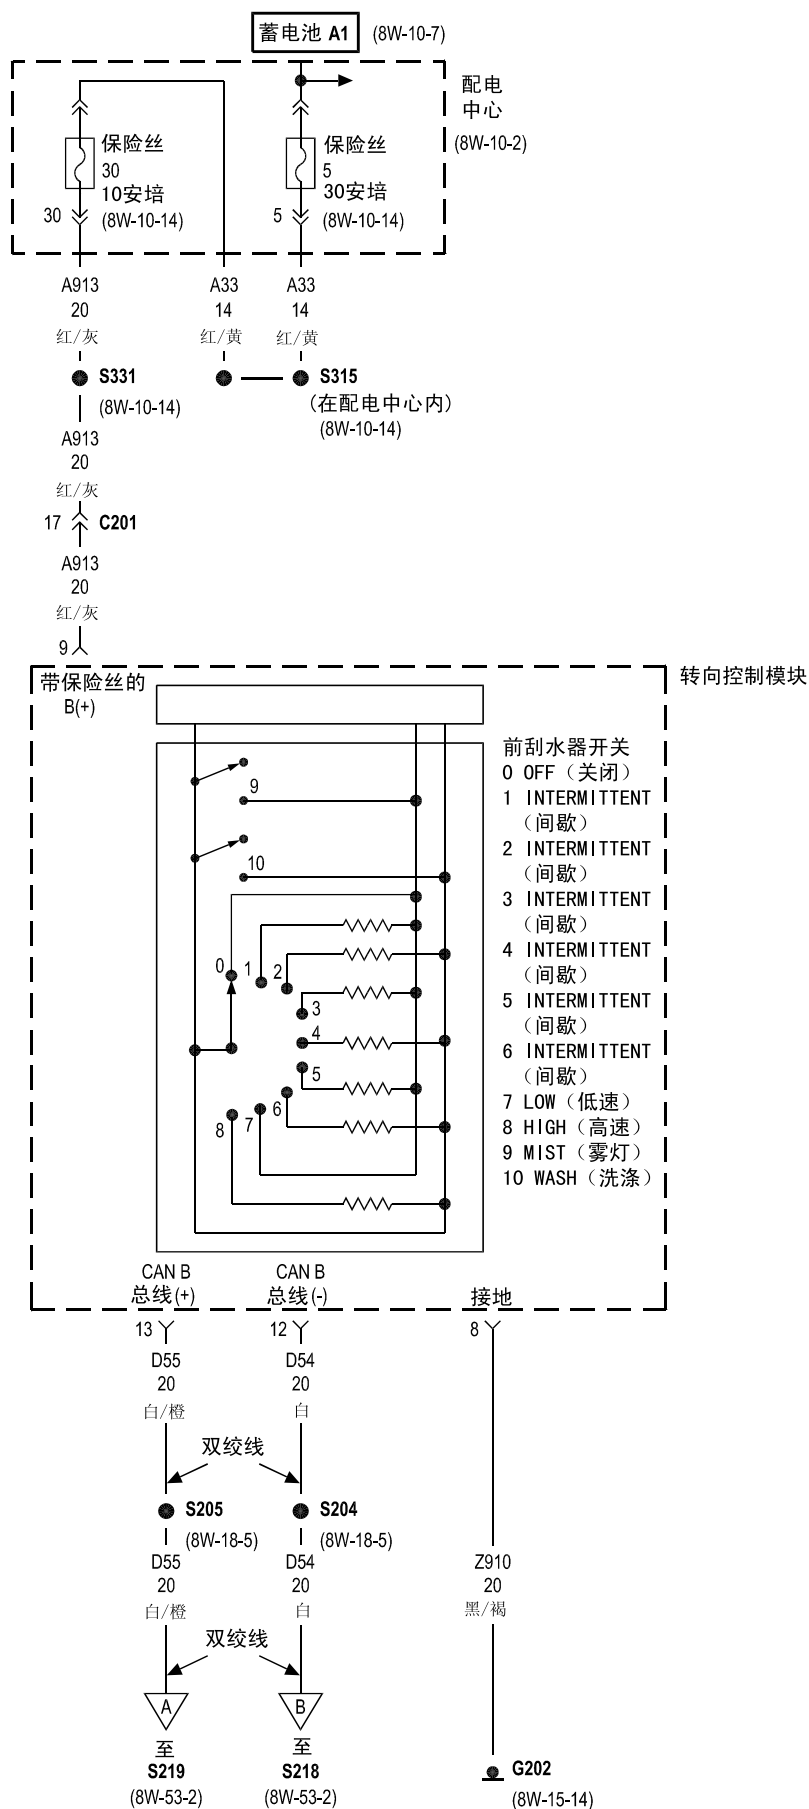 蓄电池 A1 (8W-10-7)
配电
中心
(8W-10-2)
保险丝
30
10安培
(8W-10-14)
30
保险丝
5
30安培
(8W-10-14)
5
A913
20
红/灰
A33
14
红/黄
A33
14
红/黄
S331
(8W-10-14)
S315
(在配电中心内)
(8W-10-14)
A913
20
红/灰
17 C201
A913
20
红/灰
9
转向控制模块
带保险丝的
B(+)
前刮水器开关
0 OFF（关闭）
1 INTERMITTENT
（间歇）
2 INTERMITTENT
（间歇）
3 INTERMITTENT
（间歇）
4 INTERMITTENT
（间歇）
5 INTERMITTENT
（间歇）
6 INTERMITTENT
（间歇）
7 LOW（低速）
8 HIGH（高速）
9 MIST（雾灯）
10 WASH（洗涤）
9
10
0
1
2
3
4
5
6
7
8
CAN B
总线(+)
CAN B
总线(-)
接地
13
12
8
D55
20
白/橙
D54
20
白
双绞线
S205
(8W-18-5)
S204
(8W-18-5)
D55
20
白/橙
D54
20
白
Z910
20
黑/褐
双绞线
A
B
至
S219
(8W-53-2)
至
S218
(8W-53-2)
G202
(8W-15-14)